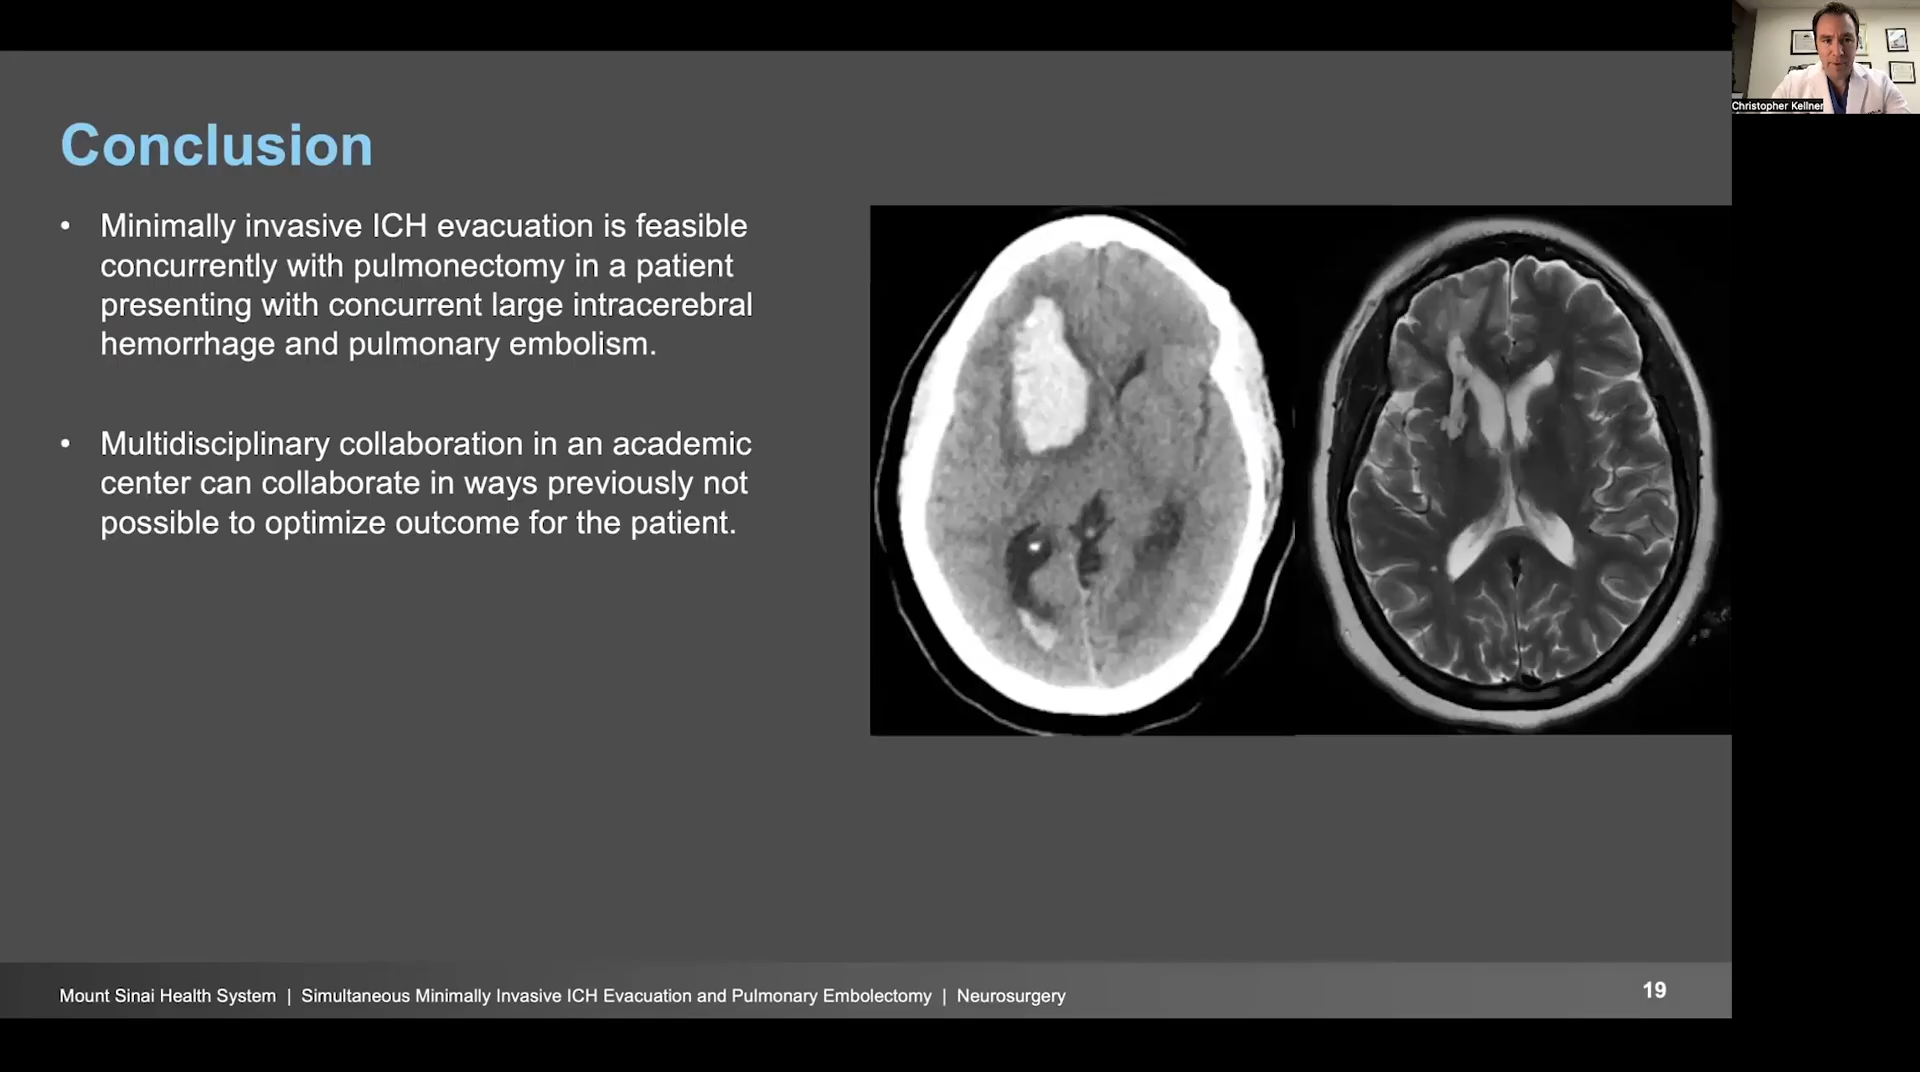 Christopher Kellner
Conclusion
• Minimally invasive ICH evacuation is feasible
concurrently with pulmonectomy in a patient
presenting with concurrent large intracerebral
hemorrhage and pulmonary embolism.
• Multidisciplinary collaboration in an academic
center can collaborate in ways previously not
possible to optimize outcome for the patient.
Mount Sinai Health System | Simultaneous Minimally Invasive ICH Evacuation and Pulmonary Embolectomy | Neurosurgery
19